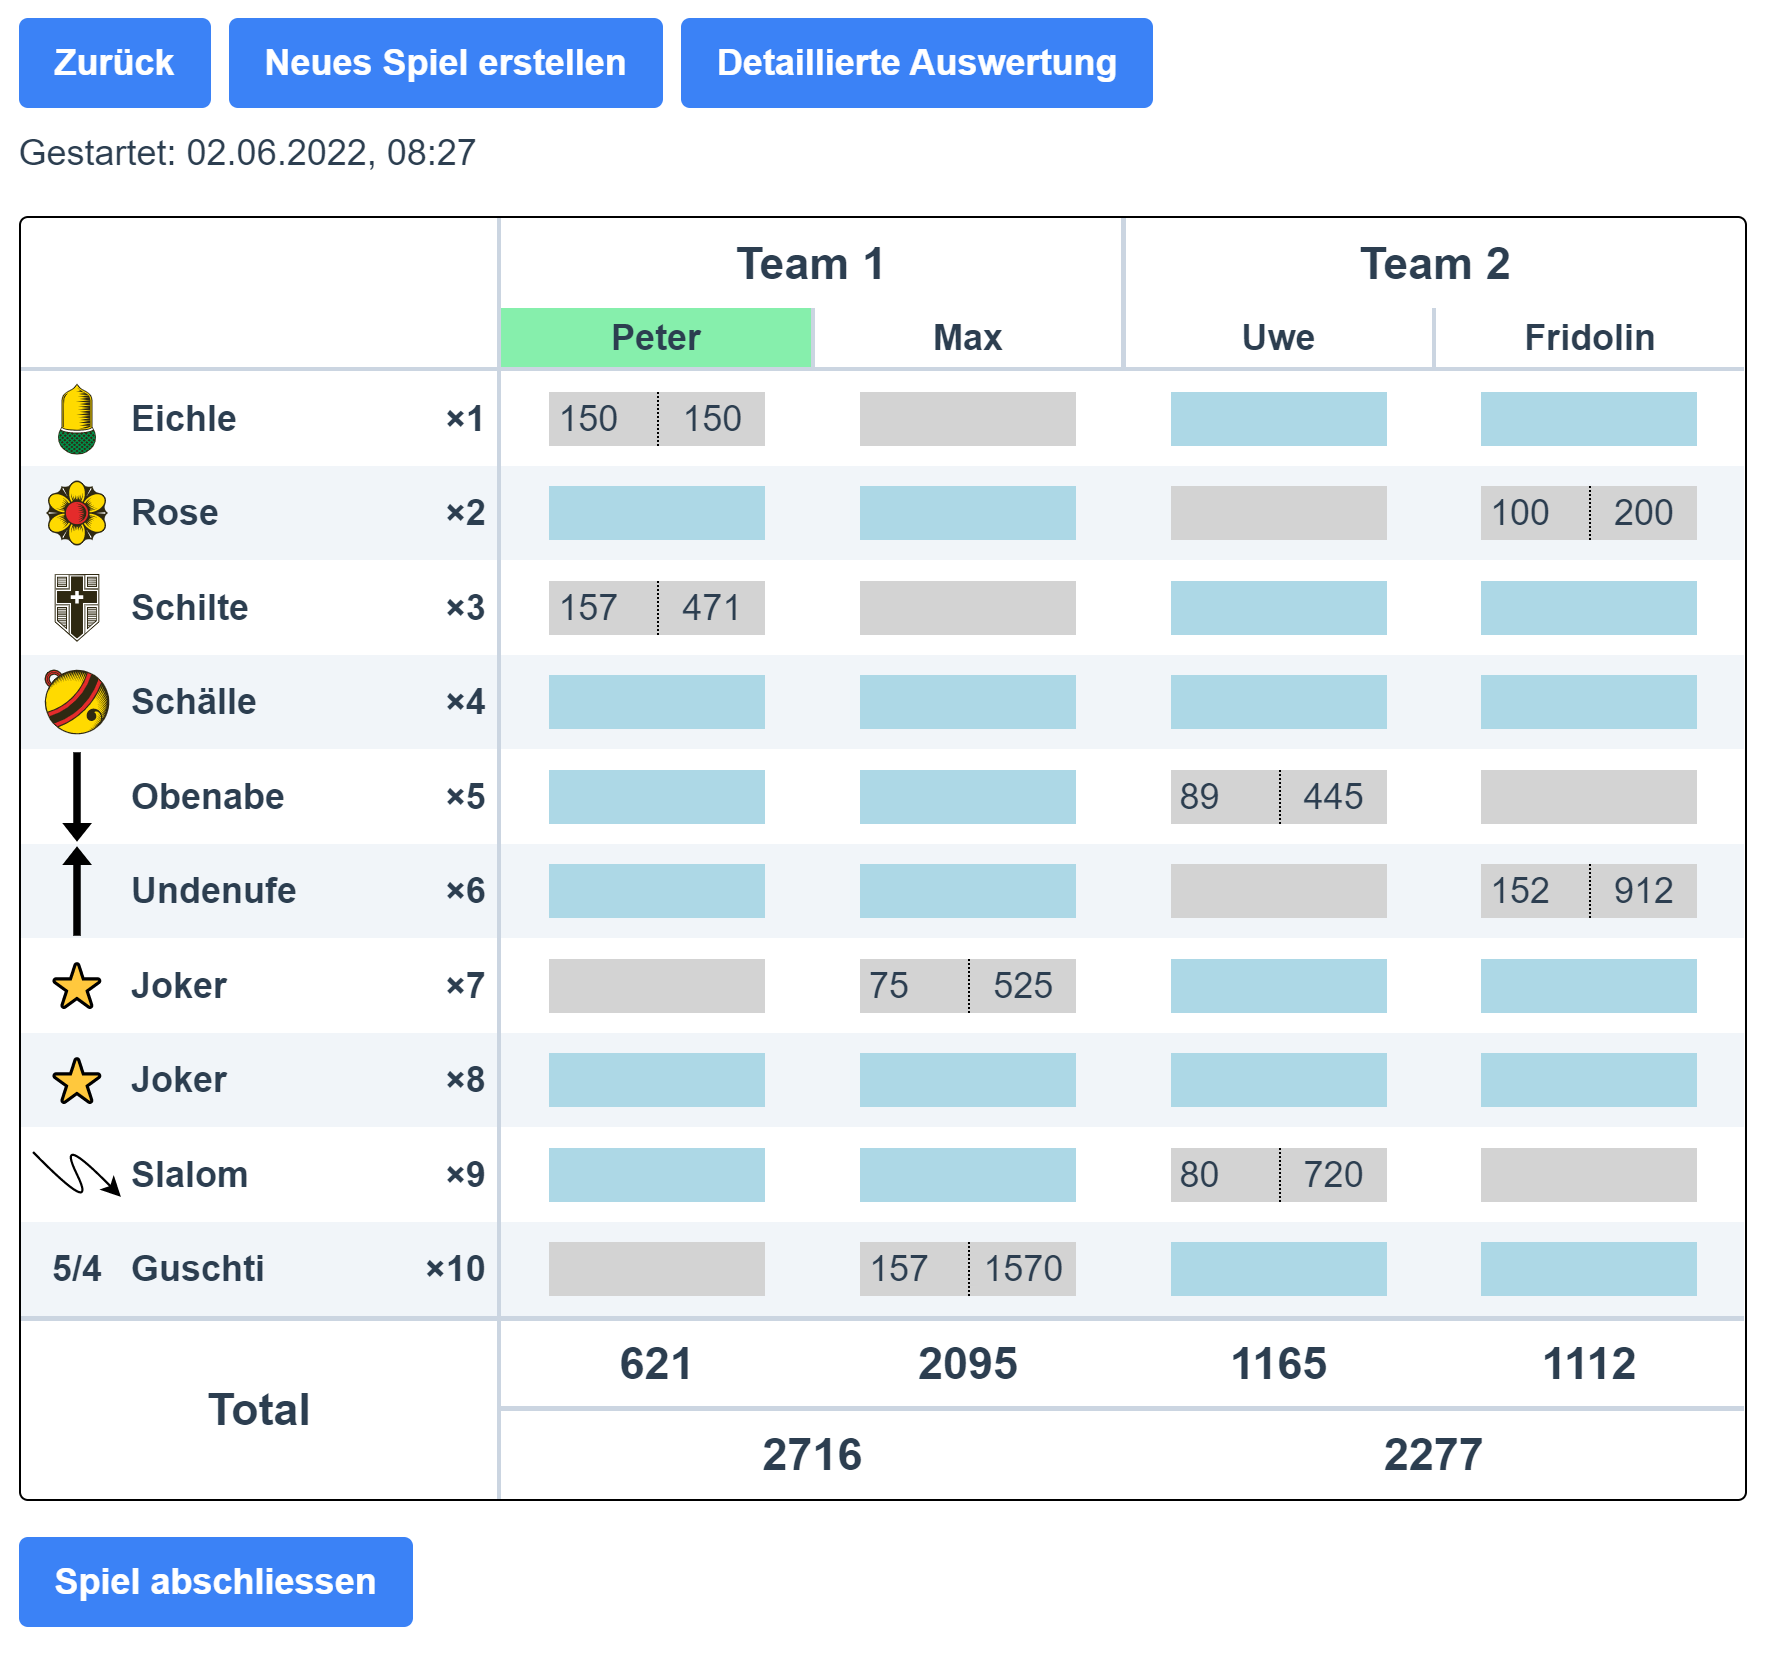 Zurück Neues Spiel erstellen Detaillierte Auswertung
Gestartet: 02.06.2022, 08:27
Team 1 Team 2
Peter Max Uwe Fridolin
Eichle ×1 150 150
Rose ×2 100 200
Schilte ×3 157 471
Schälle ×4
Obenabe ×5 89 445
Undenufe ×6 152 912
Joker ×7 75 525
Joker ×8
Slalom ×9 80 720
5/4 Guschti ×10 157 1570
Total 621 2095 1165 1112
2716 2277
Spiel abschliessen